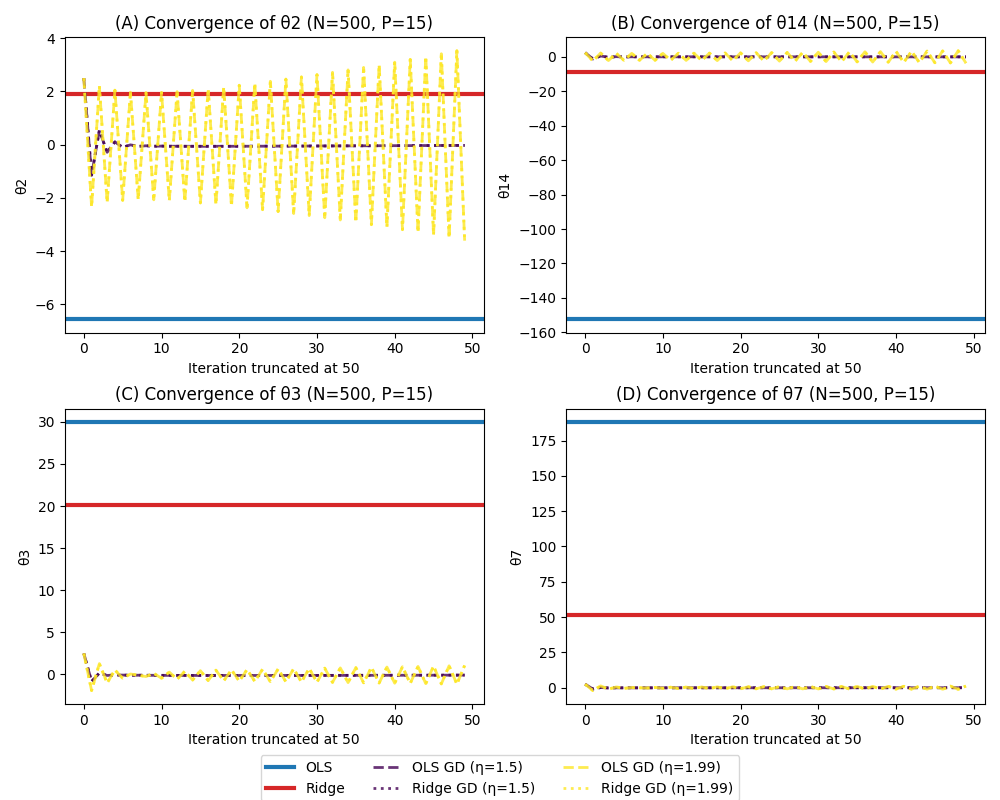 (A) Convergence of θ2 (N=500, P=15)
4
2
0
−2
−4
−6
θ2
0 10 20 30 40 50
Iteration truncated at 50
(B) Convergence of θ14 (N=500, P=15)
0
−20
−40
−60
−80
−100
−120
−140
−160
θ14
0 10 20 30 40 50
Iteration truncated at 50
(C) Convergence of θ3 (N=500, P=15)
30
25
20
15
10
5
0
θ3
0 10 20 30 40 50
Iteration truncated at 50
(D) Convergence of θ7 (N=500, P=15)
175
150
125
100
75
50
25
0
θ7
0 10 20 30 40 50
Iteration truncated at 50
OLS OLS GD (η=1.5) OLS GD (η=1.99)
Ridge Ridge GD (η=1.5) Ridge GD (η=1.99)